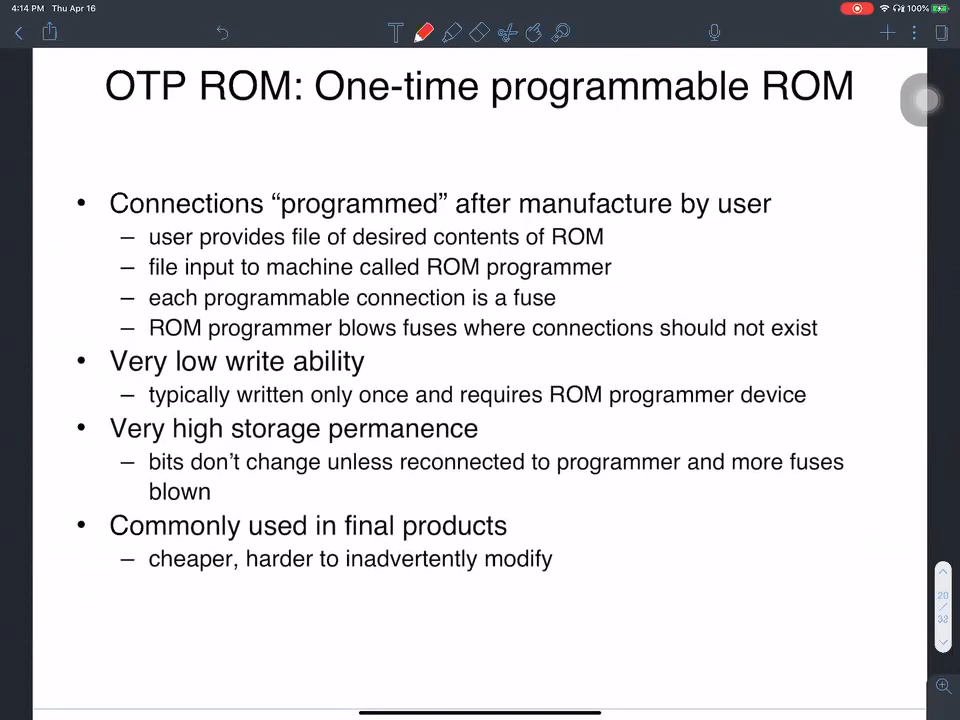 4:14 PM Thu Apr 16
100%
OTP ROM: One-time programmable ROM
• Connections “programmed” after manufacture by user
– user provides file of desired contents of ROM
– file input to machine called ROM programmer
– each programmable connection is a fuse
– ROM programmer blows fuses where connections should not exist
• Very low write ability
– typically written only once and requires ROM programmer device
• Very high storage permanence
– bits don’t change unless reconnected to programmer and more fuses
blown
• Commonly used in final products
– cheaper, harder to inadvertently modify
20
/